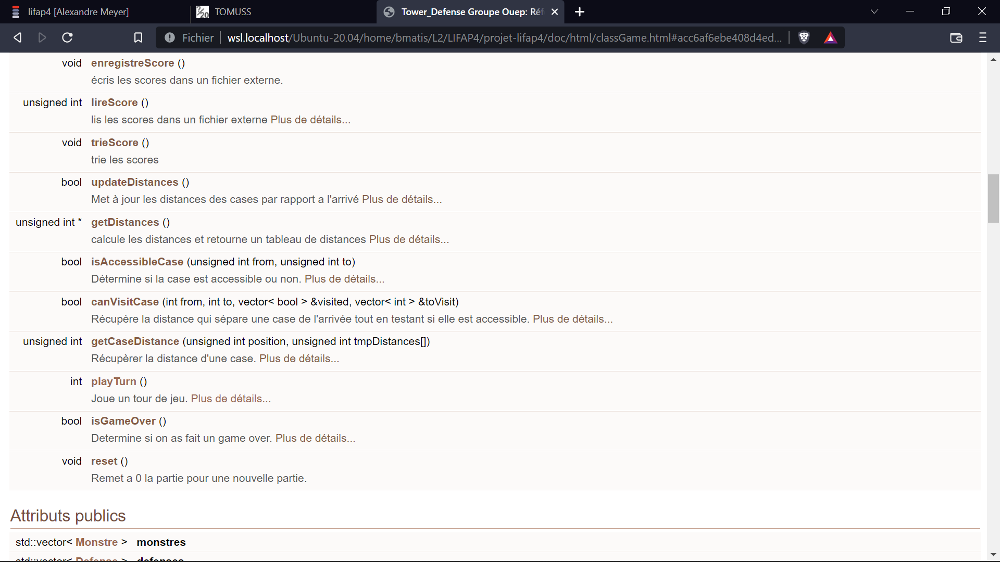 lifap4 [Alexandre Meyer]
TOMUSS
Tower_Defense Groupe Ouep: Réf
Fichier
wsl.localhost/Ubuntu-20.04/home/bmatis/L2/LIFAP4/projet-lifap4/doc/html/classGame.html#acc6af6ebe408d4ed...
void enregistreScore ()
écris les scores dans un fichier externe.
unsigned int lireScore ()
lis les scores dans un fichier externe Plus de détails...
void trieScore ()
trie les scores
bool updateDistances ()
Met à jour les distances des cases par rapport a l'arrivé Plus de détails...
unsigned int * getDistances ()
calcule les distances et retourne un tableau de distances Plus de détails...
bool isAccessibleCase (unsigned int from, unsigned int to)
Détermine si la case est accessible ou non. Plus de détails...
bool canVisitCase (int from, int to, vector< bool > &visited, vector< int > &toVisit)
Récupère la distance qui sépare une case de l'arrivée tout en testant si elle est accessible. Plus de détails...
unsigned int getCaseDistance (unsigned int position, unsigned int tmpDistances[])
Récupèrer la distance d'une case. Plus de détails...
int playTurn ()
Joue un tour de jeu. Plus de détails...
bool isGameOver ()
Determine si on as fait un game over. Plus de détails...
void reset ()
Remet a 0 la partie pour une nouvelle partie.
Attributs publics
std::vector< Monstre > monstres
std::vector< Defense > defenses